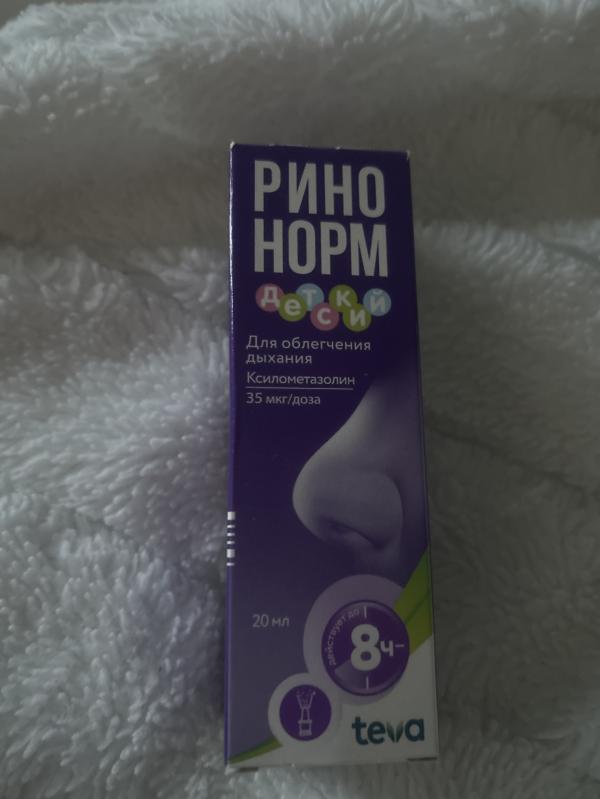 РИНО
НОРМ
детский
Для облегчения
дыхания
Ксилометазолин
35 мкг/доза
20 мл
действует до
8ч
teva